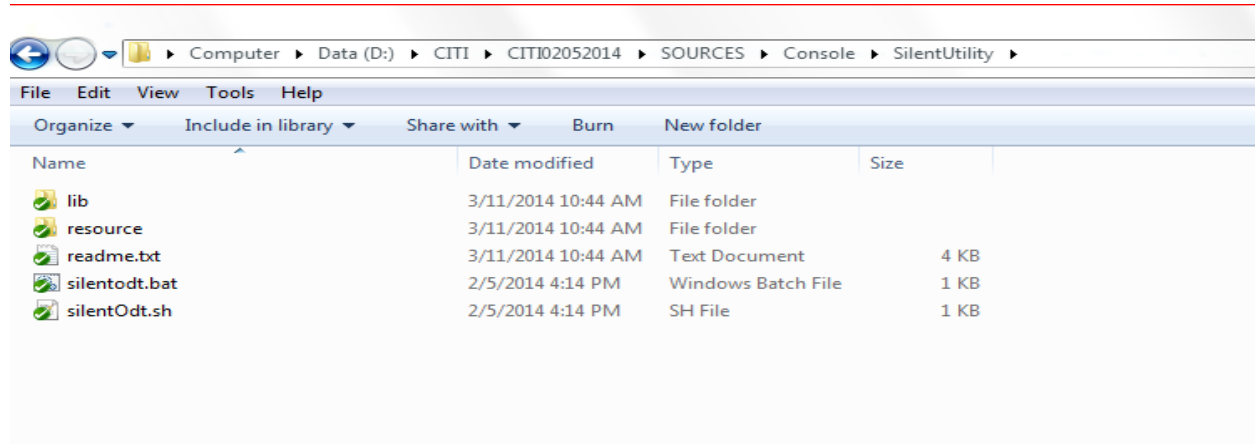 Computer Data (D:) CITI CITI02052014 SOURCES Console SilentUtility
File Edit View Tools Help
Organize Include in library Share with Burn New folder
Name Date modified Type Size
lib 3/11/2014 10:44 AM File folder
resource 3/11/2014 10:44 AM File folder
readme.txt 3/11/2014 10:44 AM Text Document 4 KB
silentodt.bat 2/5/2014 4:14 PM Windows Batch File 1 KB
silentOdt.sh 2/5/2014 4:14 PM SH File 1 KB